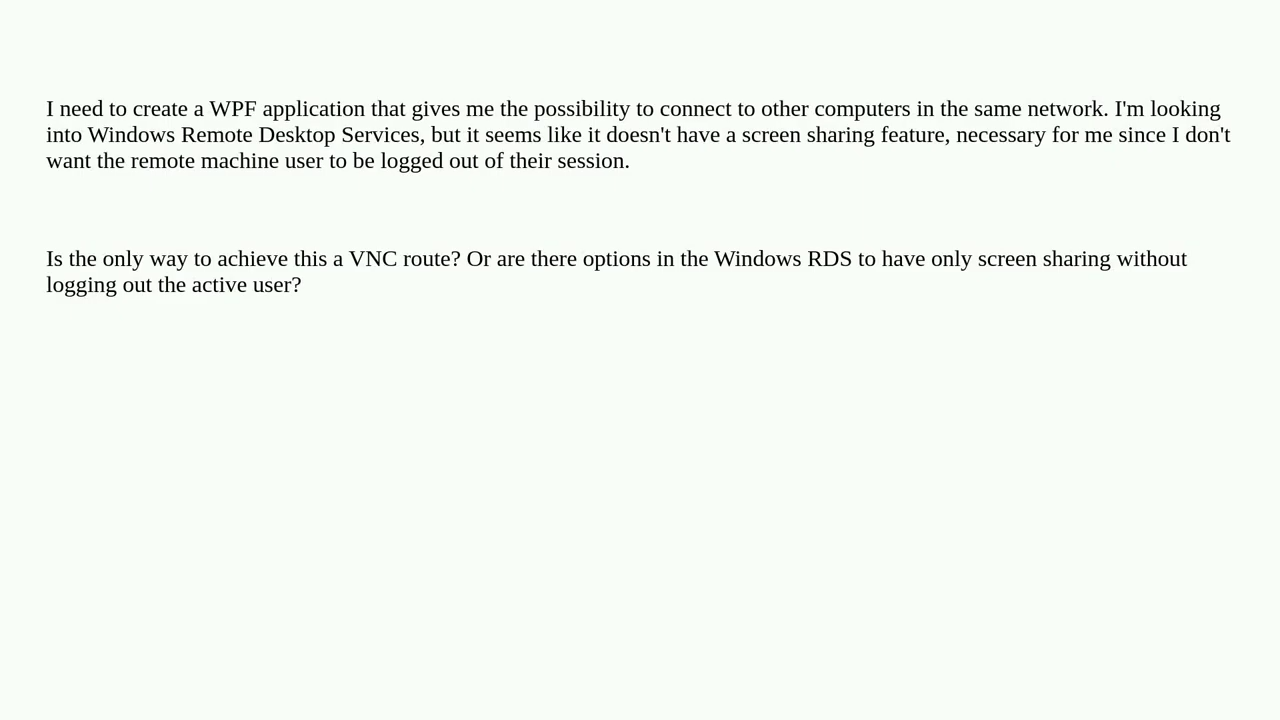 I need to create a WPF application that gives me the possibility to connect to other computers in the same network. I'm looking
into Windows Remote Desktop Services, but it seems like it doesn't have a screen sharing feature, necessary for me since I don't
want the remote machine user to be logged out of their session.
Is the only way to achieve this a VNC route? Or are there options in the Windows RDS to have only screen sharing without
logging out the active user?